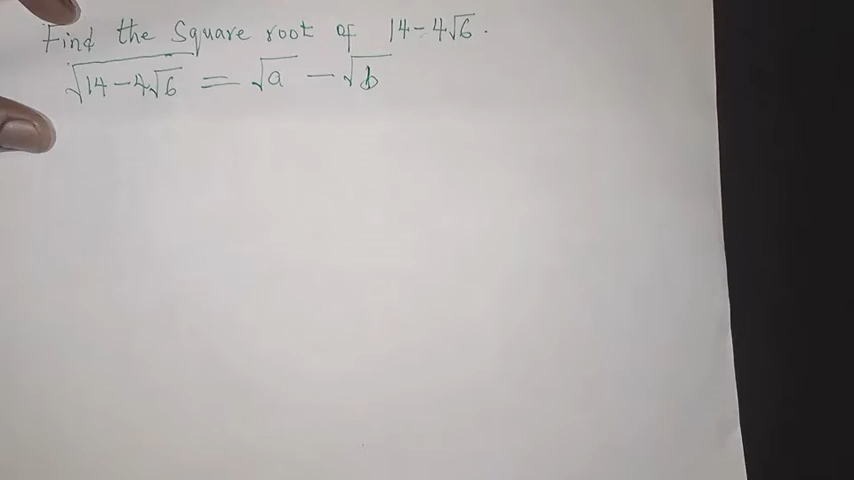 Find the Square root of 14-4√6.
√(14-4√6) = √a - √b